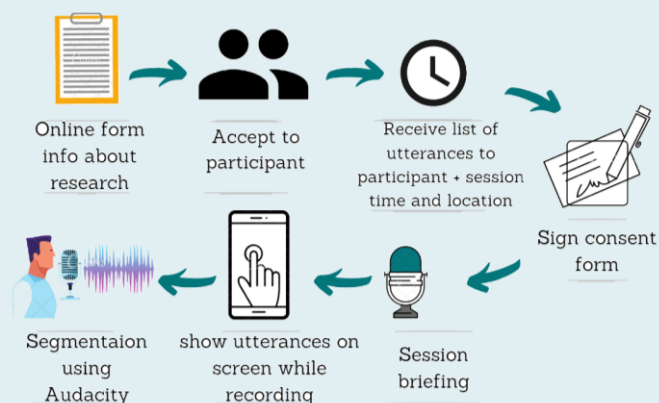 Online form
info about
research
Accept to
participant
Receive list of
utterances to
participant + session
time and location
Sign consent
form
Session
briefing
show utterances on
screen while
recording
Segmentaion
using
Audacity